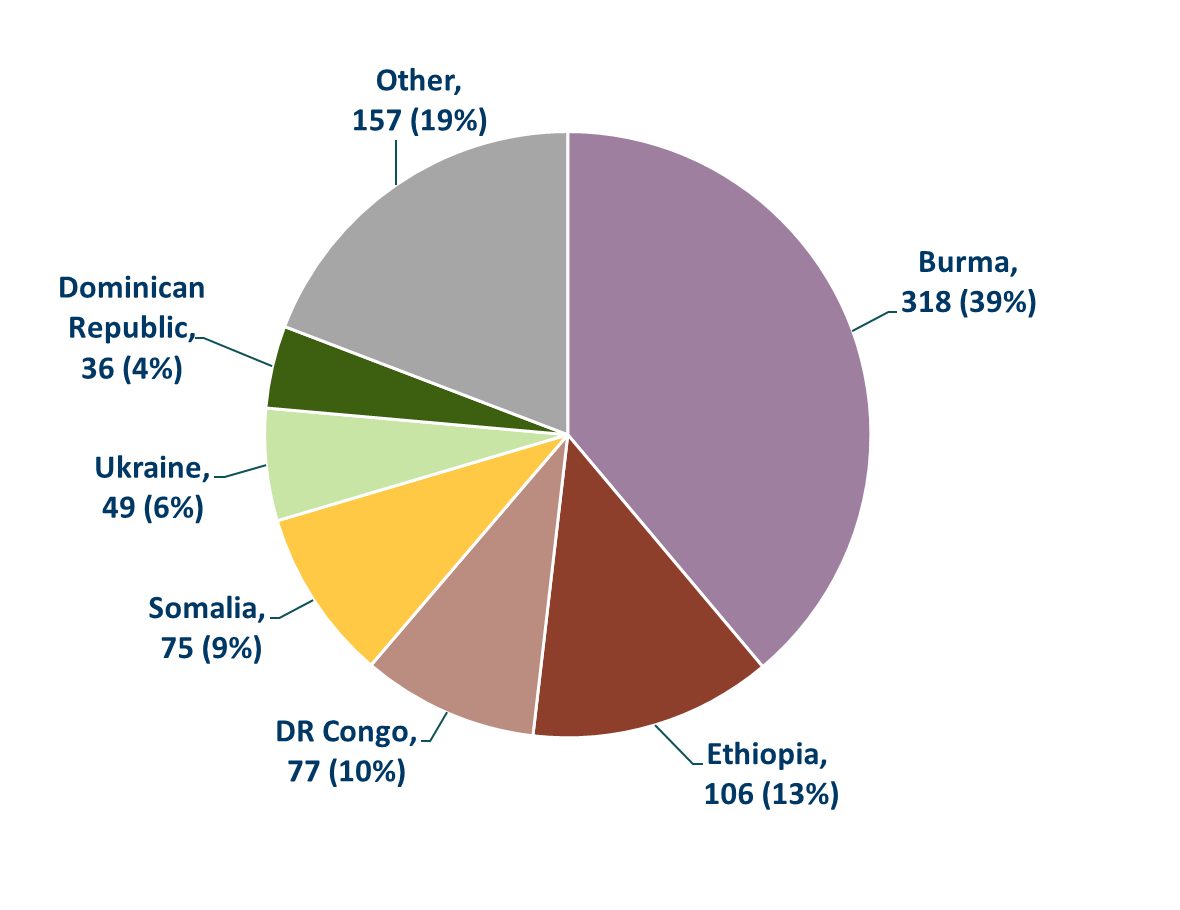 Other,
157 (19%)
Burma,
318 (39%)
Dominican
Republic,
36 (4%)
Ukraine,
49 (6%)
Somalia,
75 (9%)
DR Congo,
77 (10%)
Ethiopia,
106 (13%)